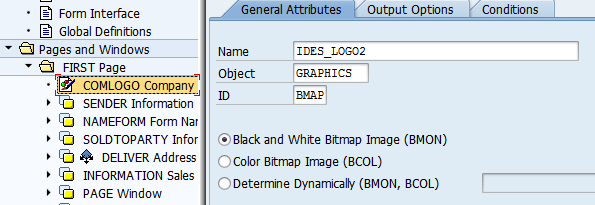 Form Interface
Global Definitions
Pages and Windows
FIRST Page
COMLOGO Company
SENDER Information
NAMEFORM Form Nar
SOLDTOPARTY Infor
DELIVER Address
INFORMATION Sales
PAGE Window
General Attributes Output Options Conditions
Name IDES_LOGO2
Object GRAPHICS
ID BMAP
Black and White Bitmap Image (BMON)
Color Bitmap Image (BCOL)
Determine Dynamically (BMON, BCOL)